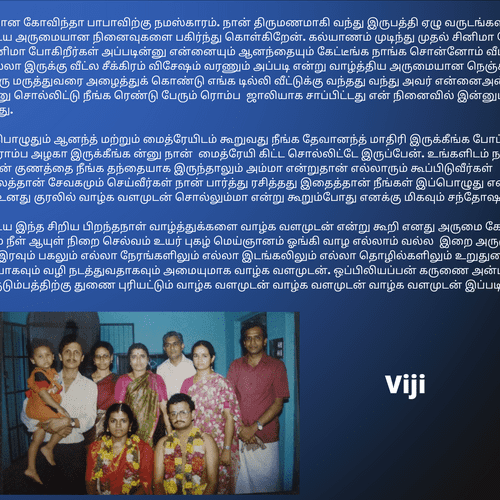 ான கோவிந்தா பாபாவிற்கு நமஸ்காரம். நான் திருமணமாகி வந்து இருபத்தி ஏழு வருடங்க
ய அருமையான நினைவுகளை பகிர்ந்து கொள்கிறேன். கல்யாணம் முடிந்து முதல் சினிமா
னிமா போகிறீர்கள் அப்படின்னு என்னையும் ஆனந்தையும் கேட்டீங்க நாங்க சொன்னோம் வீ
ல்லா இருக்கு வீட்ல சீக்கிரம் விசேஷம் வரணும் அப்படி என்று வாழ்த்திய அருமையான நெஞ்
ரு மருத்துவரை அழைத்துக் கொண்டு எங்க டில்லி வீட்டுக்கு வந்தது வந்து அவர் என்னை
னு சொல்லிட்டு நீங்க ரெண்டு பேரும் ரொம்ப ஜாலியாக சாப்பிட்டது என் நினைவில் இன்னு
து.
பொழுதும் ஆனந்த் மற்றும் மைத்ரேயிடம் கூறுவது நீங்க தேவானந்த் மாதிரி இருக்கீங்க போ
ராம்ப அழகா இருக்கீங்க ன்னு நான் மைத்ரேயி கிட்ட சொல்லிட்டே இருப்பேன். உங்களிடம் ந
ன் குணத்தை நீங்க தந்தையாக இருந்தாலும் அம்மா என்றுதான் எல்லாரும் கூப்பிடுவீர்கள்
லத்தான் சேவகமும் செய்வீர்கள் நான் பார்த்து ரசித்தது இதைத்தான் நீங்கள் இப்பொழுது எ
உனது குரலில் வாழ்க வளமுடன் சொல்லும்மா என்று கூறும்போது எனக்கு மிகவும் சந்தோஷ
ய இந்த சிறிய பிறந்தநாள் வாழ்த்துக்களை வாழ்க வளமுடன் என்று கூறி எனது அருமை கே
ம் நீள் ஆயுள் நிறை செல்வம் உயர் புகழ் மெய்ஞானம் ஓங்கி வாழ எல்லாம் வல்ல இறை அரு
இரவும் பகலும் எல்லா நேரங்களிலும் எல்லா இடங்கலிலும் எல்லா தொழில்களிலும் உறுது
பாகவும் வழி நடத்துவதாகவும் அமையுமாக வாழ்க வளமுடன். ஒப்பிலியப்பன் கருணை அன்
டும்பத்திற்கு துணை புரியட்டும் வாழ்க வளமுடன் வாழ்க வளமுடன் வாழ்க வளமுடன் இப்படி
Viji